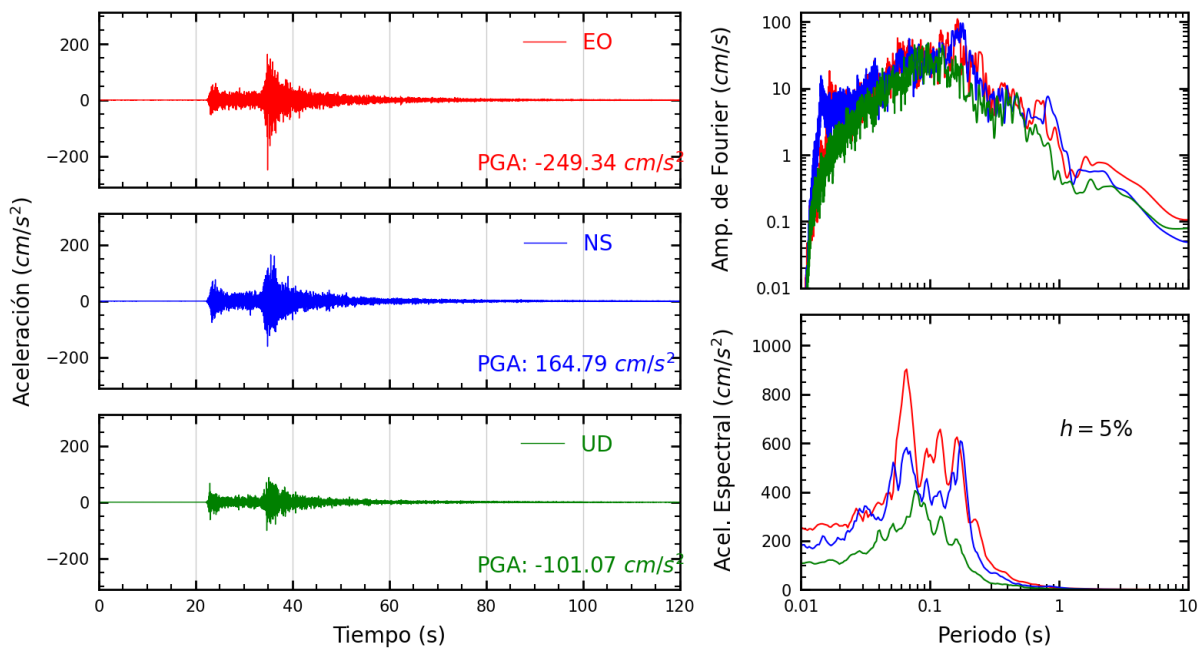 Aceleración (cm/s²)
200
0
−200
EO
PGA: -249.34 cm/s²
200
0
−200
NS
PGA: 164.79 cm/s²
200
0
−200
UD
PGA: -101.07 cm/s²
0 20 40 60 80 100 120
Tiempo (s)
Amp. de Fourier (cm/s)
100
10
1
0.1
0.01
Acel. Espectral (cm/s²)
1000
800
600
400
200
0
h = 5%
0.01 0.1 1 10
Periodo (s)